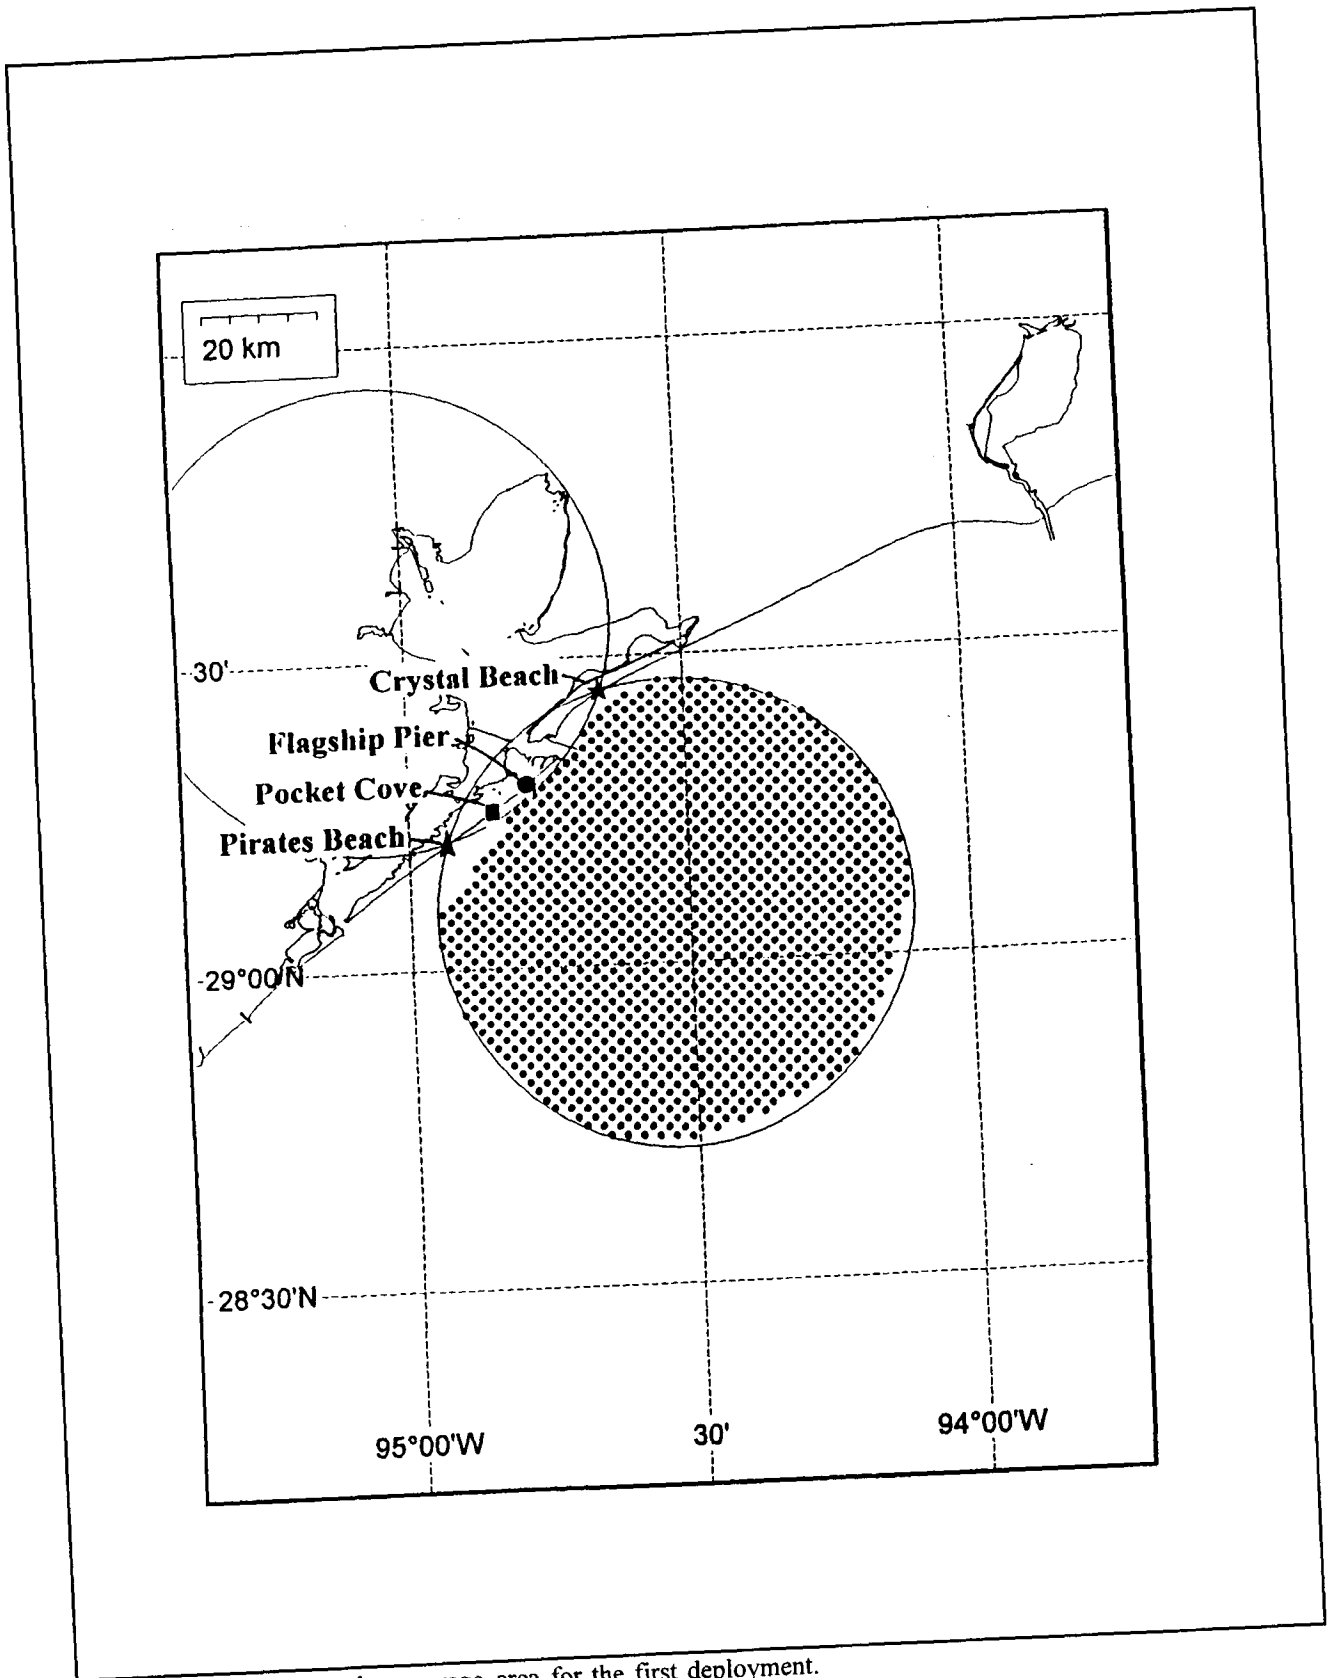 20 km
30'
Crystal Beach
Flagship Pier
Pocket Cove
Pirates Beach
29°00'N
28°30'N
95°00'W
30'
94°00'W
area for the first deployment.